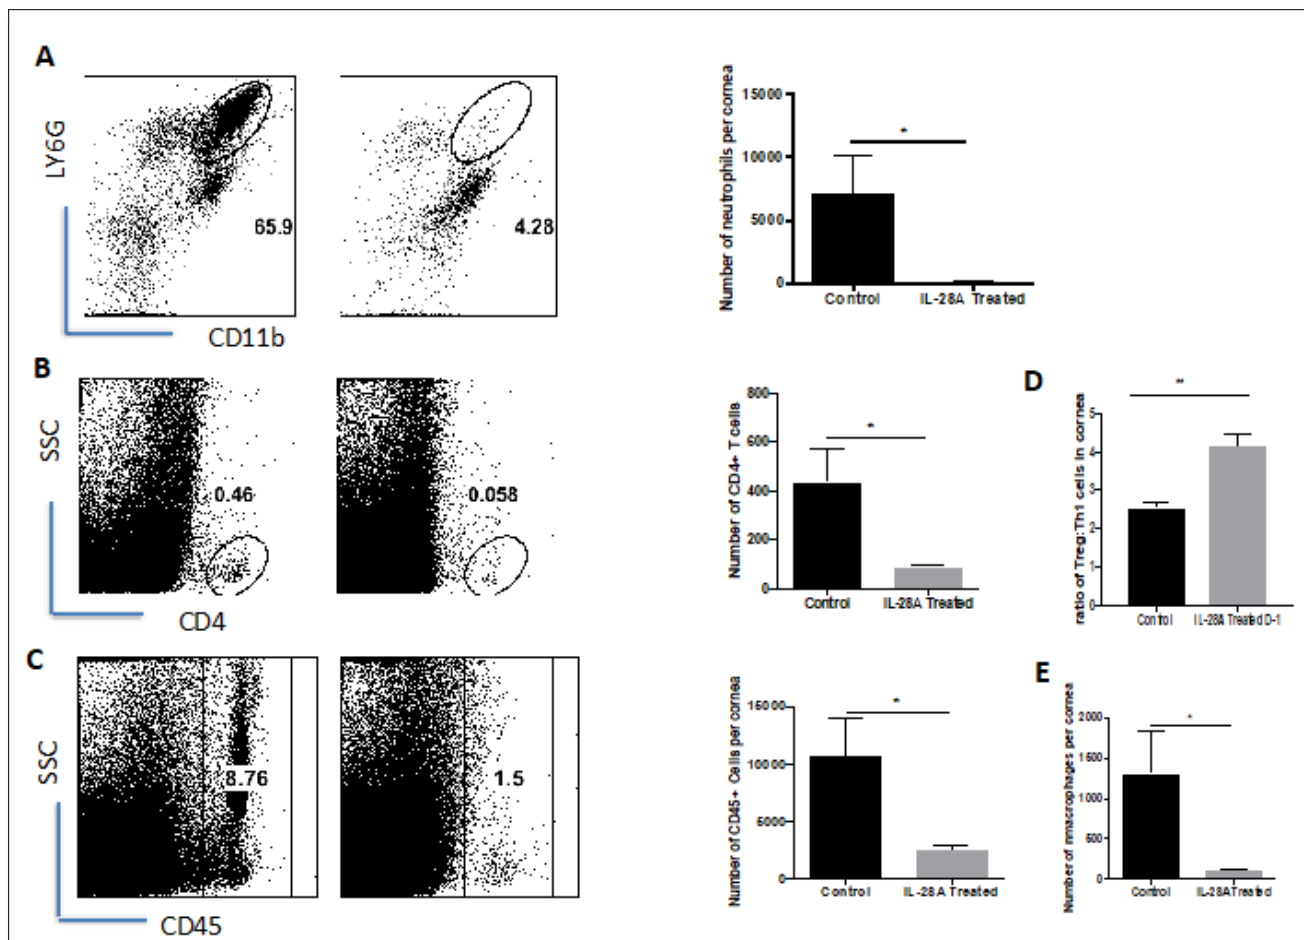 A
LY6G
65.9
4.28
CD11b
Number of neutrophils per cornea
15000
10000
5000
0
*
Control
IL-28A Treated
B
SSC
0.46
0.058
CD4
Number of CD4+ T cells
800
600
400
200
0
*
Control
IL-28A Treated
D
ratio of Treg:Th1 cells in cornea
5
4
3
2
1
0
**
Control
IL-28A Treated D-1
C
SSC
8.76
1.5
CD45
Number of CD45+ Cells per cornea
15000
10000
5000
0
*
Control
IL-28A Treated
E
Number of nmacrophages per cornea
2000
1500
1000
500
0
*
Control
IL-28ATreated